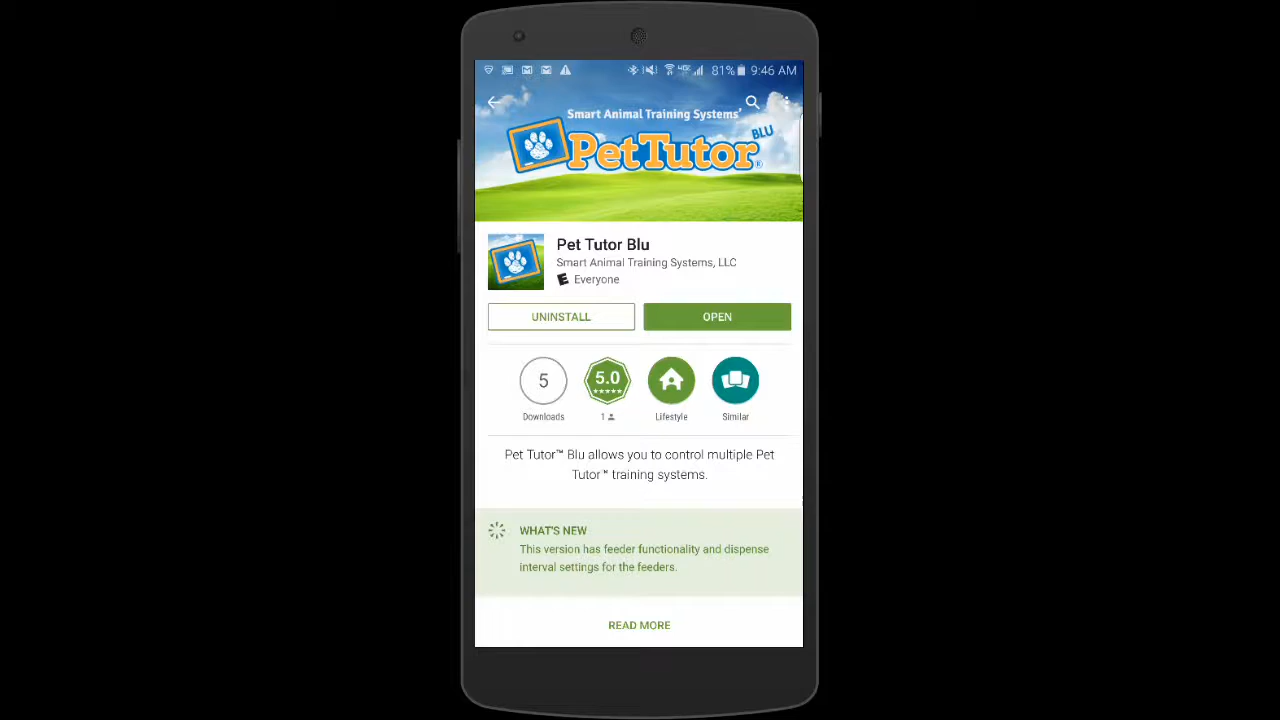 81% 9:46 AM
Smart Animal Training Systems'
PetTutor® BLU
Pet Tutor Blu
Smart Animal Training Systems, LLC
E Everyone
UNINSTALL OPEN
5 5.0 ★★★★★
Downloads 1 Lifestyle Similar
Pet Tutor™ Blu allows you to control multiple Pet
Tutor™ training systems.
WHAT'S NEW
This version has feeder functionality and dispense
interval settings for the feeders.
READ MORE